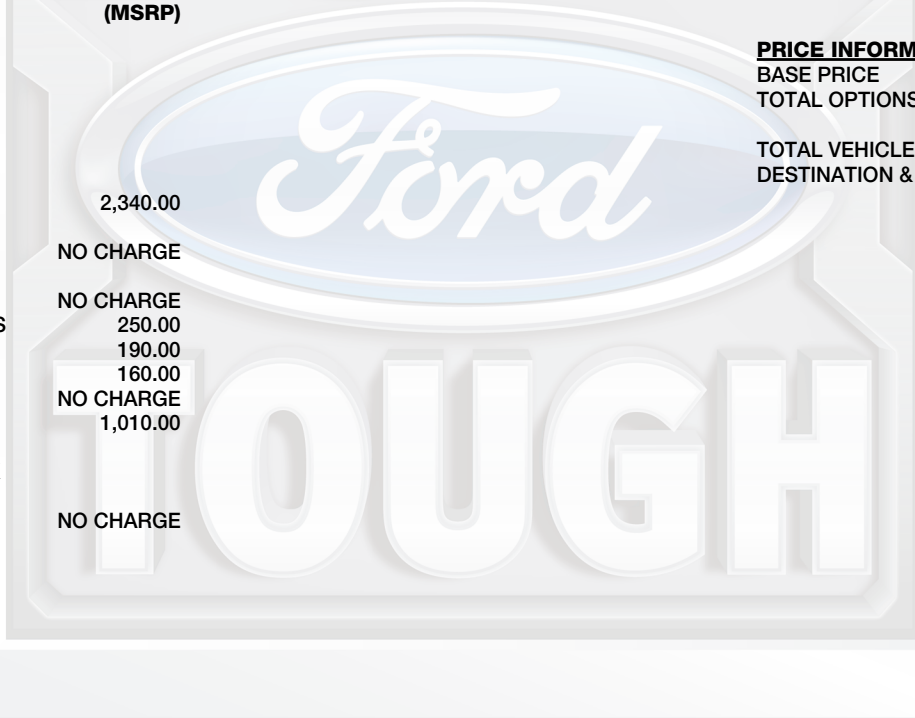 (MSRP)
PRICE INFORM
BASE PRICE
TOTAL OPTIONS
TOTAL VEHICLE
DESTINATION &
2,340.00
NO CHARGE
NO CHARGE
S 250.00
190.00
160.00
NO CHARGE
1,010.00
NO CHARGE
Ford
TOUGH